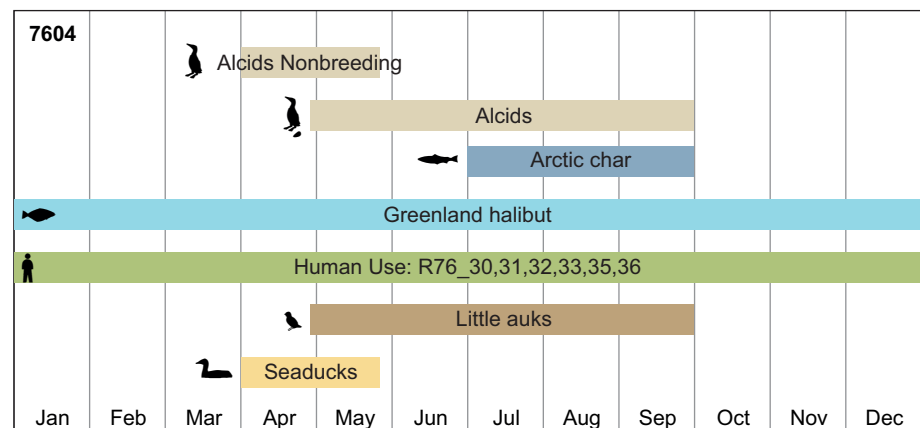 7604
Alcids Nonbreeding
Alcids
Arctic char
Greenland halibut
Human Use: R76_30,31,32,33,35,36
Little auks
Seaducks
Jan Feb Mar Apr May Jun Jul Aug Sep Oct Nov Dec